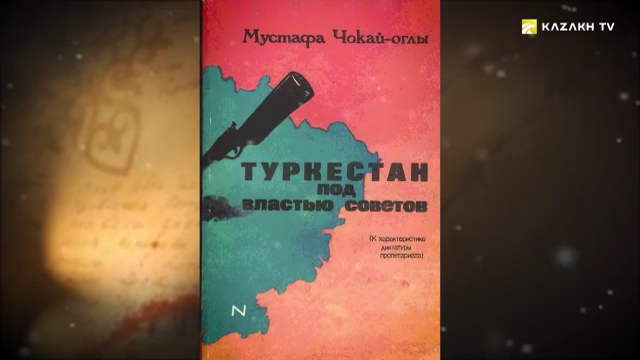 KAZAKH TV
Мустафа Чокай-оглы
ТУРКЕСТАН
ПОД
ВЛАСТЬЮ СОВЕТОВ
(К характеристике
диктатуры
пролетариата)
N